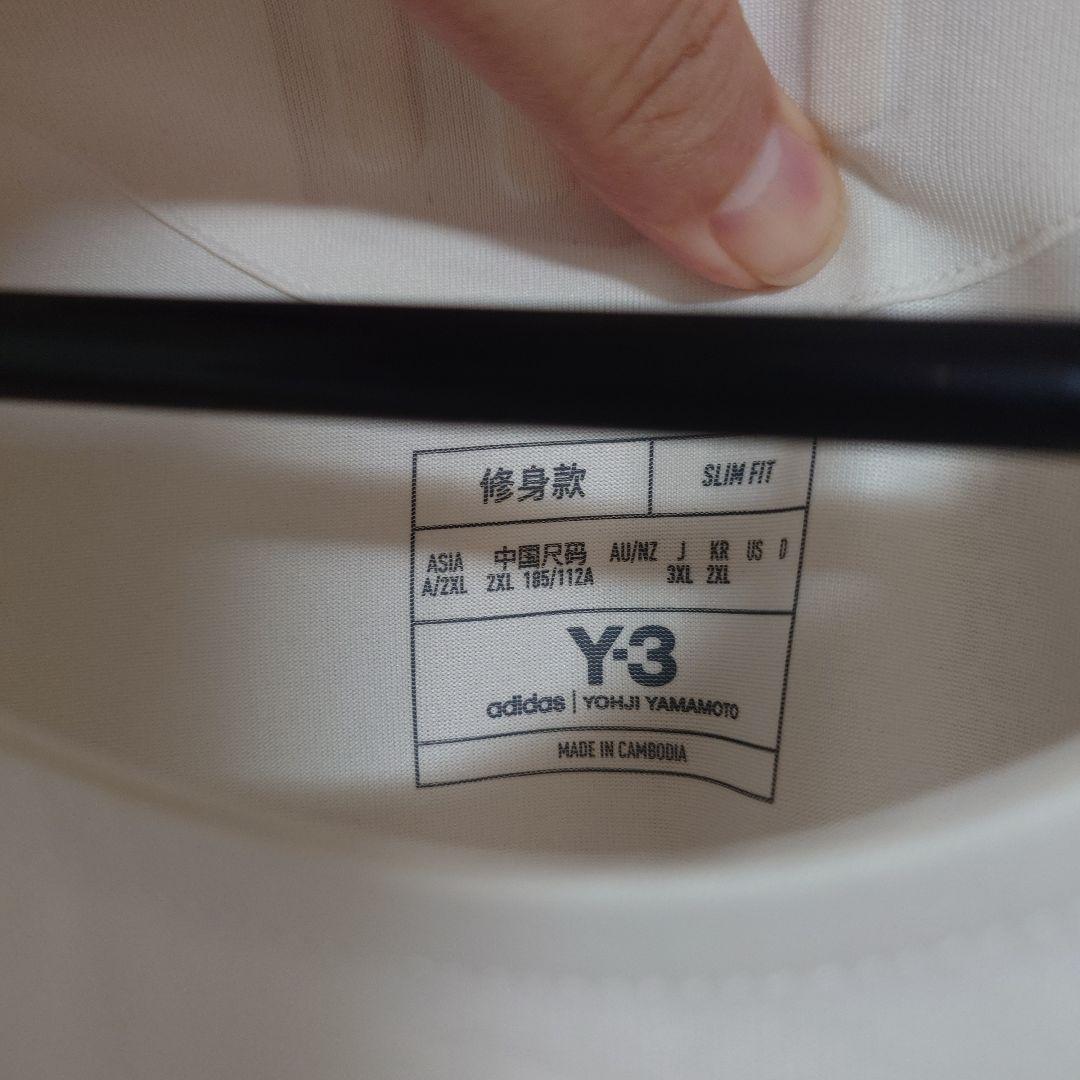 修身款 SLIM FIT
ASIA 中国尺码 AU/NZ J KR US D
A/2XL 2XL 185/112A 3XL 2XL
Y-3
adidas | YOHJI YAMAMOTO
MADE IN CAMBODIA